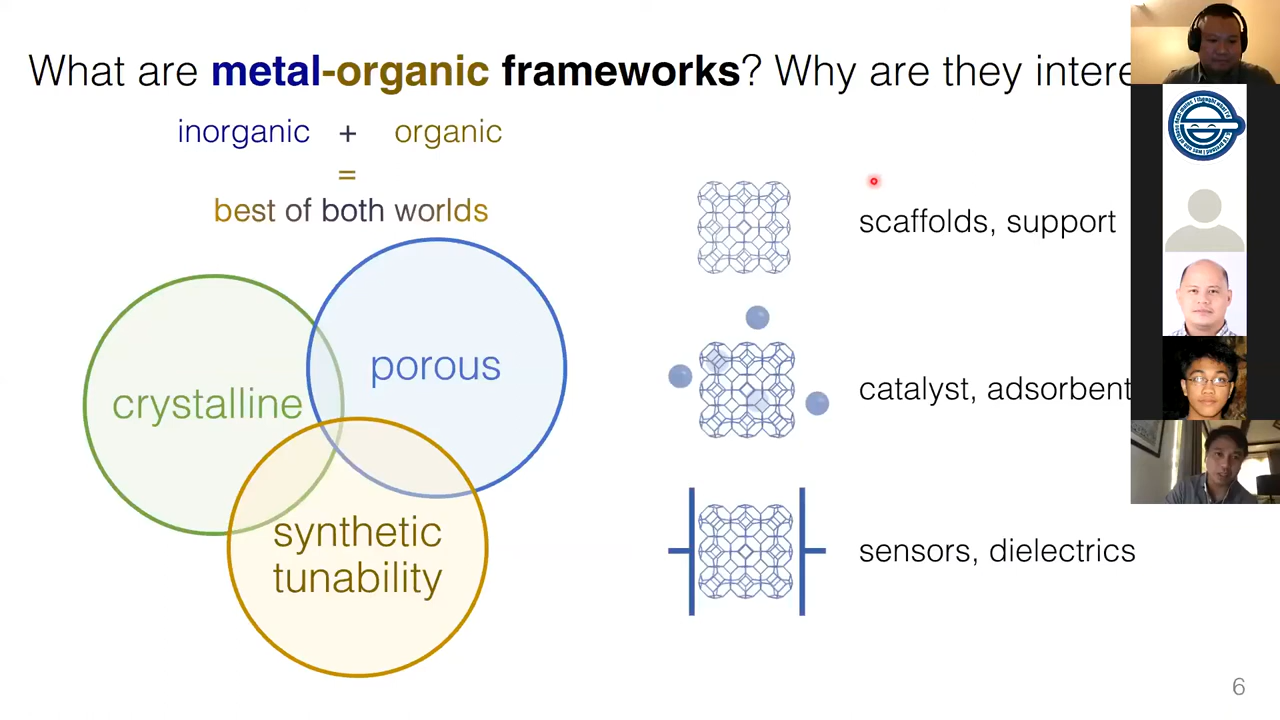 What are metal-organic frameworks? Why are they intere
inorganic + organic
=
best of both worlds
crystalline
porous
synthetic
tunability
scaffolds, support
catalyst, adsorbent
sensors, dielectrics
6